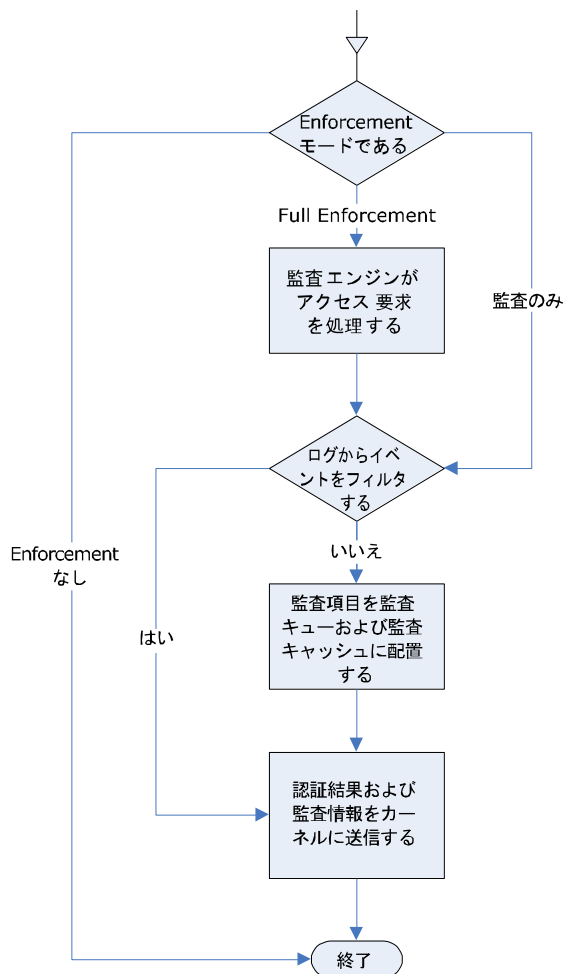 Enforcement
モードである
Full Enforcement
監査エンジンが
アクセス 要求
を処理する
監査のみ
ログからイベ
ントをフィルタ
する
いいえ
Enforcement
なし
監査項目を監査
キューおよび監査
キャッシュに配置
する
はい
認証結果および
監査情報をカー
ネルに送信する
終了